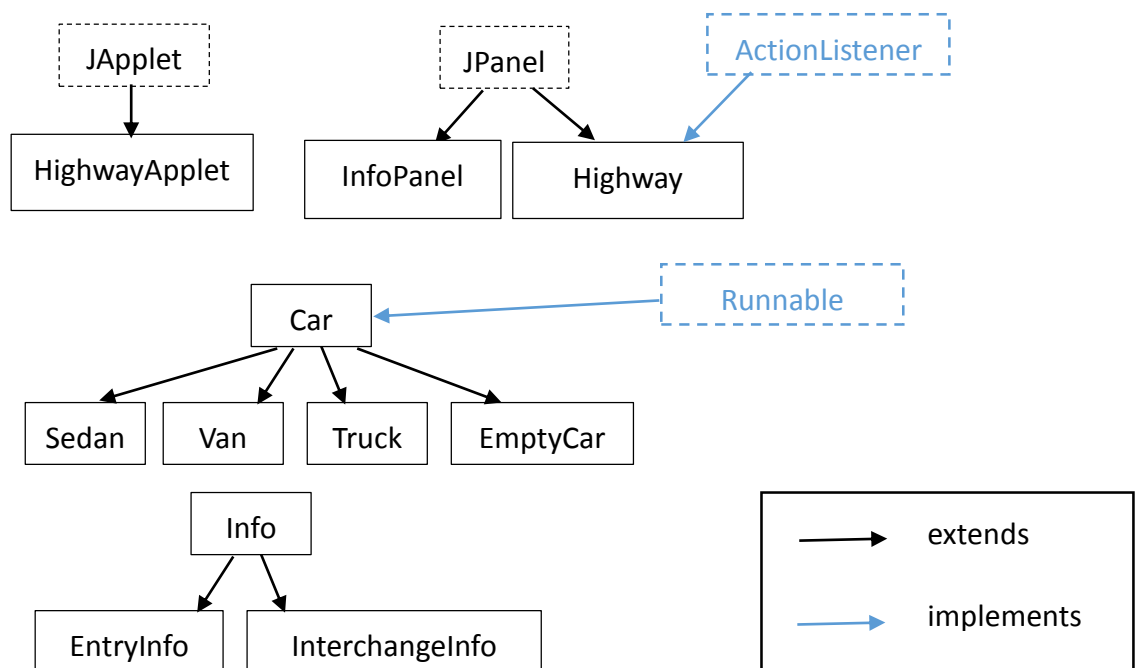 JApplet
JPanel
ActionListener
HighwayApplet
InfoPanel
Highway
Car
Runnable
Sedan
Van
Truck
EmptyCar
Info
extends
implements
EntryInfo
InterchangeInfo